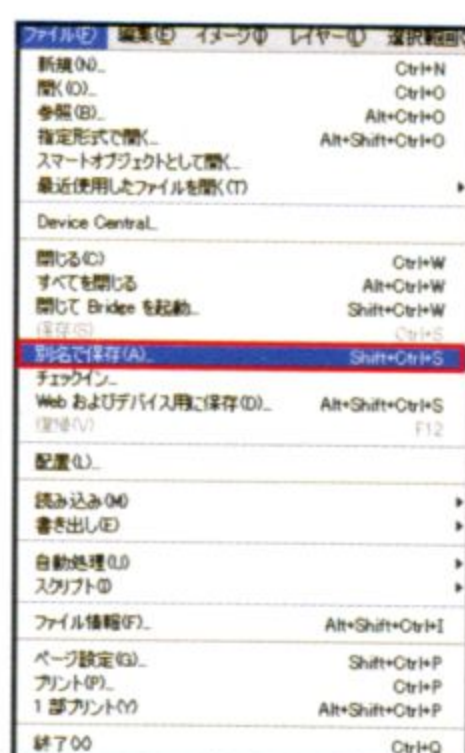 ファイル(F) 編集(E) イメージ(I) レイヤー(L) 選択範囲(
新規(N)... Ctrl+N
開く(O)... Ctrl+O
参照(B)... Alt+Ctrl+O
指定形式で開く... Alt+Shift+Ctrl+O
スマートオブジェクトとして開く...
最近使用したファイルを開く(T)
Device Central...
閉じる(C) Ctrl+W
すべてを閉じる Alt+Ctrl+W
閉じて Bridge を起動... Shift+Ctrl+W
保存(S) Ctrl+S
別名で保存(A)... Shift+Ctrl+S
チェックイン...
Web およびデバイス用に保存(D)... Alt+Shift+Ctrl+S
復帰(V) F12
配置(L)...
読み込み(M)
書き出し(E)
自動処理(U)
スクリプト(I)
ファイル情報(F)... Alt+Shift+Ctrl+I
ページ設定(G)... Shift+Ctrl+P
プリント(P)... Ctrl+P
1 部プリント(Y) Alt+Shift+Ctrl+P
終了(X) Ctrl+Q